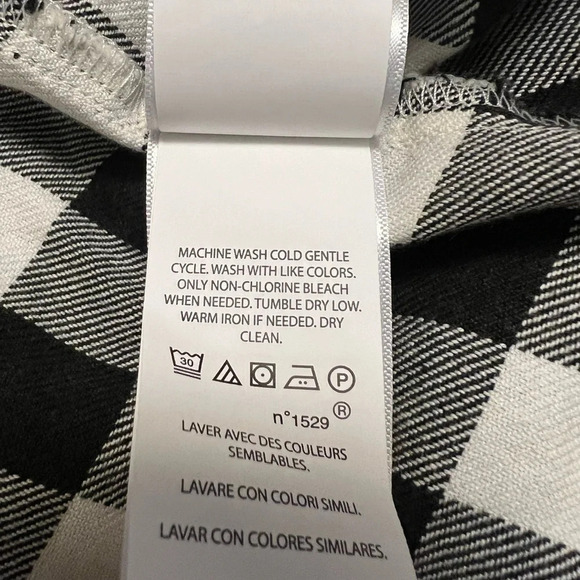 MACHINE WASH COLD GENTLE
CYCLE. WASH WITH LIKE COLORS.
ONLY NON-CHLORINE BLEACH
WHEN NEEDED. TUMBLE DRY LOW.
WARM IRON IF NEEDED. DRY
CLEAN.
30 P
n°1529 ®
LAVER AVEC DES COULEURS
SEMBLABLES.
LAVARE CON COLORI SIMILI.
LAVAR CON COLORES SIMILARES.